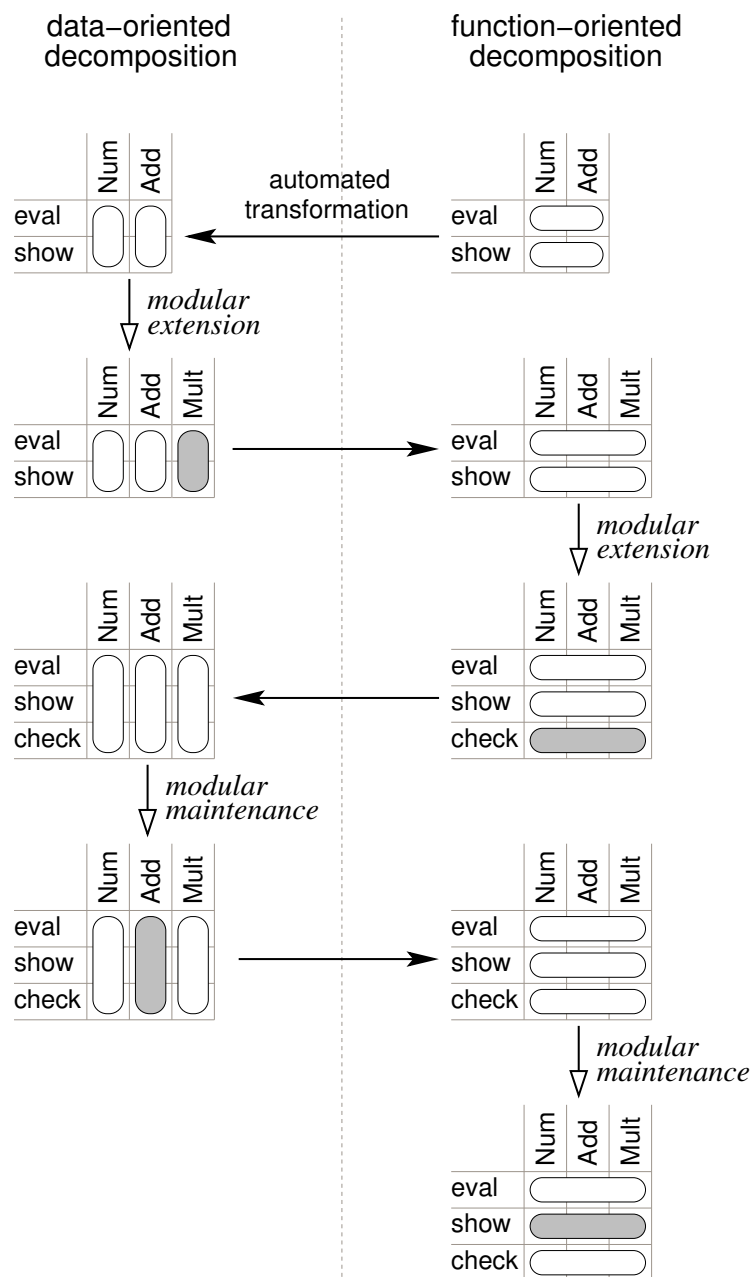 data−oriented
decomposition
function−oriented
decomposition
Num
Add
eval
show
automated
transformation
Num
Add
eval
show
modular
extension
Num
Add
Mult
eval
show
Num
Add
Mult
eval
show
modular
extension
Num
Add
Mult
eval
show
check
Num
Add
Mult
eval
show
check
modular
maintenance
Num
Add
Mult
eval
show
check
Num
Add
Mult
eval
show
check
modular
maintenance
Num
Add
Mult
eval
show
check